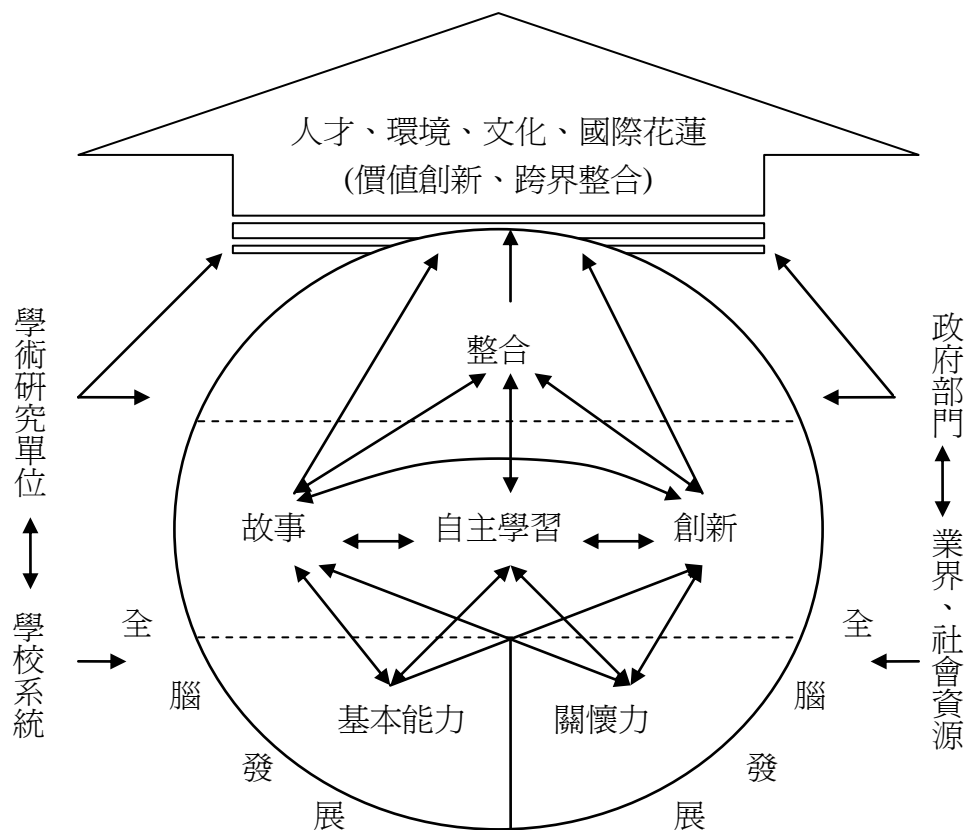 人才、環境、文化、國際花蓮
(價值創新、跨界整合)
學術研究單位
學校系統
政府部門
業界、社會資源
整合
故事
自主學習
創新
基本能力
關懷力
全腦發展
全腦發展